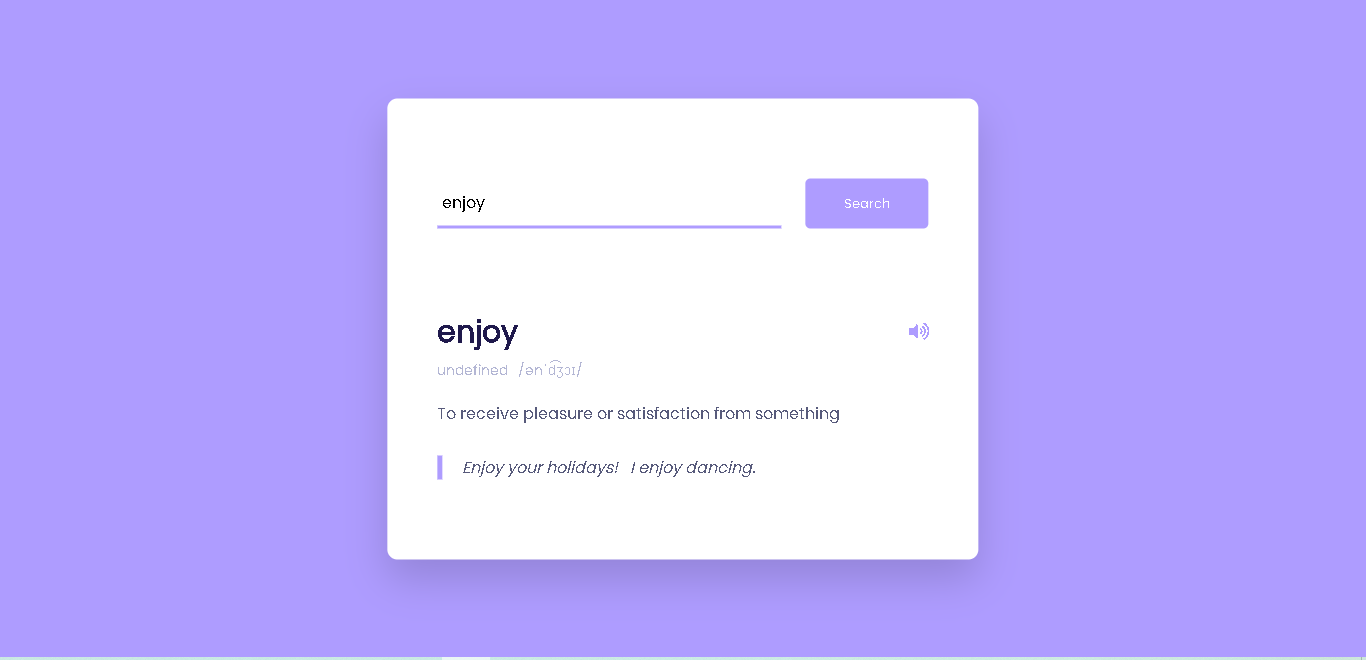 enjoy
Search
enjoy
undefined /enˈd͡ʒɔɪ/
To receive pleasure or satisfaction from something
Enjoy your holidays! I enjoy dancing.